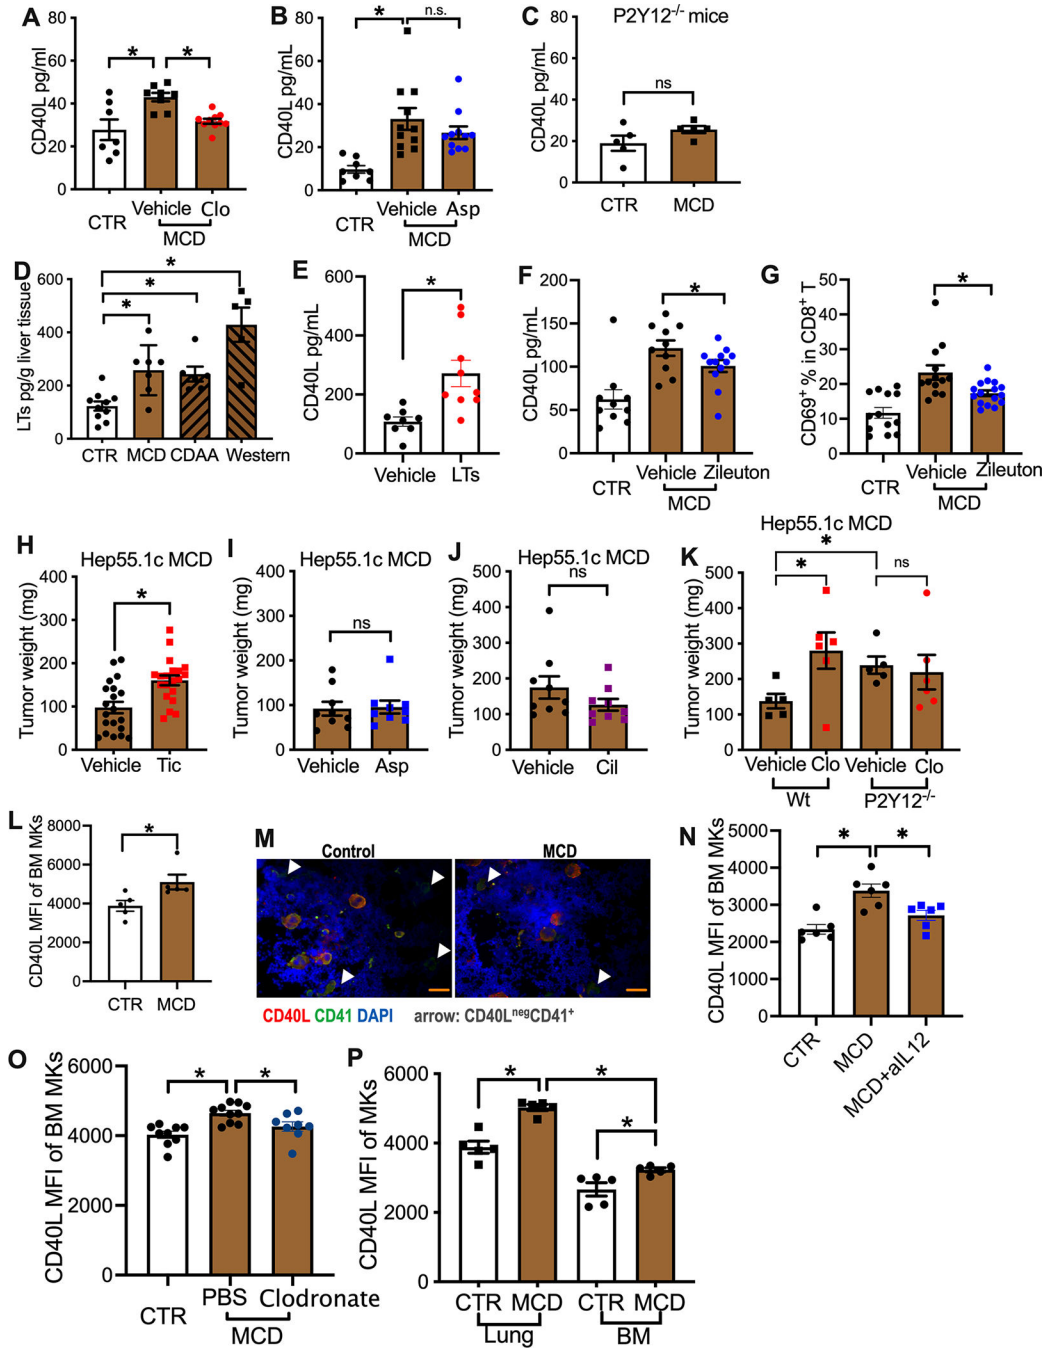 A
CD40L pg/ml
80
60
40
20
0
*
*
CTR
Vehicle
Clo
MCD
B
CD40L pg/ml
80
60
40
20
0
*
n.s.
CTR
Vehicle
Asp
MCD
C
P2Y12-/- mice
CD40L pg/ml
80
60
40
20
0
ns
CTR
MCD
D
LTs pg/g liver tissue
600
400
200
0
*
*
*
CTR
MCD
CDAA
Western
E
CD40L pg/mL
600
400
200
0
*
Vehicle
LTs
F
CD40L pg/mL
200
150
100
50
0
*
CTR
Vehicle
Zileuton
MCD
G
CD69+ % in CD8+ T
50
40
30
20
10
0
*
CTR
Vehicle
Zileuton
MCD
H
Hep55.1c MCD
Tumor weight (mg)
400
300
200
100
0
*
Vehicle
Tic
I
Hep55.1c MCD
Tumor weight (mg)
400
300
200
100
0
ns
Vehicle
Asp
J
Hep55.1c MCD
Tumor weight (mg)
500
400
300
200
100
0
ns
Vehicle
Cil
K
Hep55.1c MCD
Tumor weight (mg)
500
400
300
200
100
0
*
*
ns
Vehicle
Clo
Vehicle
Clo
Wt
P2Y12-/-
L
CD40L MFI of BM MKs
8000
6000
4000
2000
0
*
CTR
MCD
M
Control
MCD
CD40L CD41 DAPI
arrow: CD40LnegCD41+
N
CD40L MFI of BM MKs
5000
4000
3000
2000
1000
0
*
*
CTR
MCD
MCD+aIL12
O
CD40L MFI of BM MKs
6000
4000
2000
0
*
*
CTR
PBS
Clodronate
MCD
P
CD40L MFI of MKs
6000
4000
2000
0
*
*
*
CTR
MCD
CTR
MCD
Lung
BM